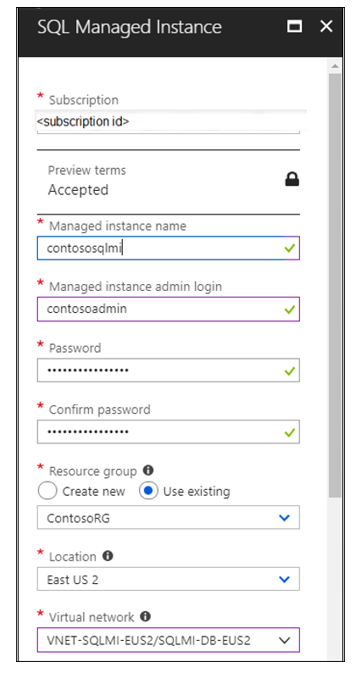 SQL Managed Instance
* Subscription
<subscription id>
Preview terms
Accepted
* Managed instance name
contososqlmi
* Managed instance admin login
contosoadmin
* Password
••••••••••••••••
* Confirm password
••••••••••••••••
* Resource group
Create new Use existing
ContosoRG
* Location
East US 2
* Virtual network
VNET-SQLMI-EUS2/SQLMI-DB-EUS2